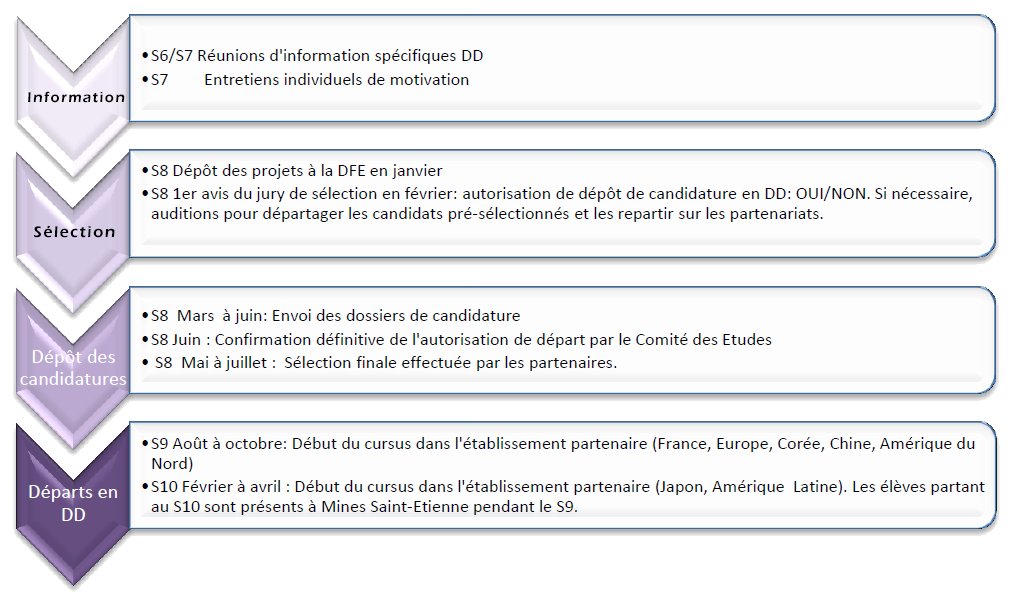 Information
•S6/S7 Réunions d'information spécifiques DD
•S7 Entretiens individuels de motivation
Sélection
•S8 Dépôt des projets à la DFE en janvier
•S8 1er avis du jury de sélection en février: autorisation de dépôt de candidature en DD: OUI/NON. Si nécessaire,
auditions pour départager les candidats pré-sélectionnés et les repartir sur les partenariats.
Dépôt des
candidatures
•S8 Mars à juin: Envoi des dossiers de candidature
•S8 Juin : Confirmation définitive de l'autorisation de départ par le Comité des Etudes
• S8 Mai à juillet : Sélection finale effectuée par les partenaires.
Départs en
DD
•S9 Août à octobre: Début du cursus dans l'établissement partenaire (France, Europe, Corée, Chine, Amérique du
Nord)
•S10 Février à avril : Début du cursus dans l'établissement partenaire (Japon, Amérique Latine). Les élèves partant
au S10 sont présents à Mines Saint-Etienne pendant le S9.